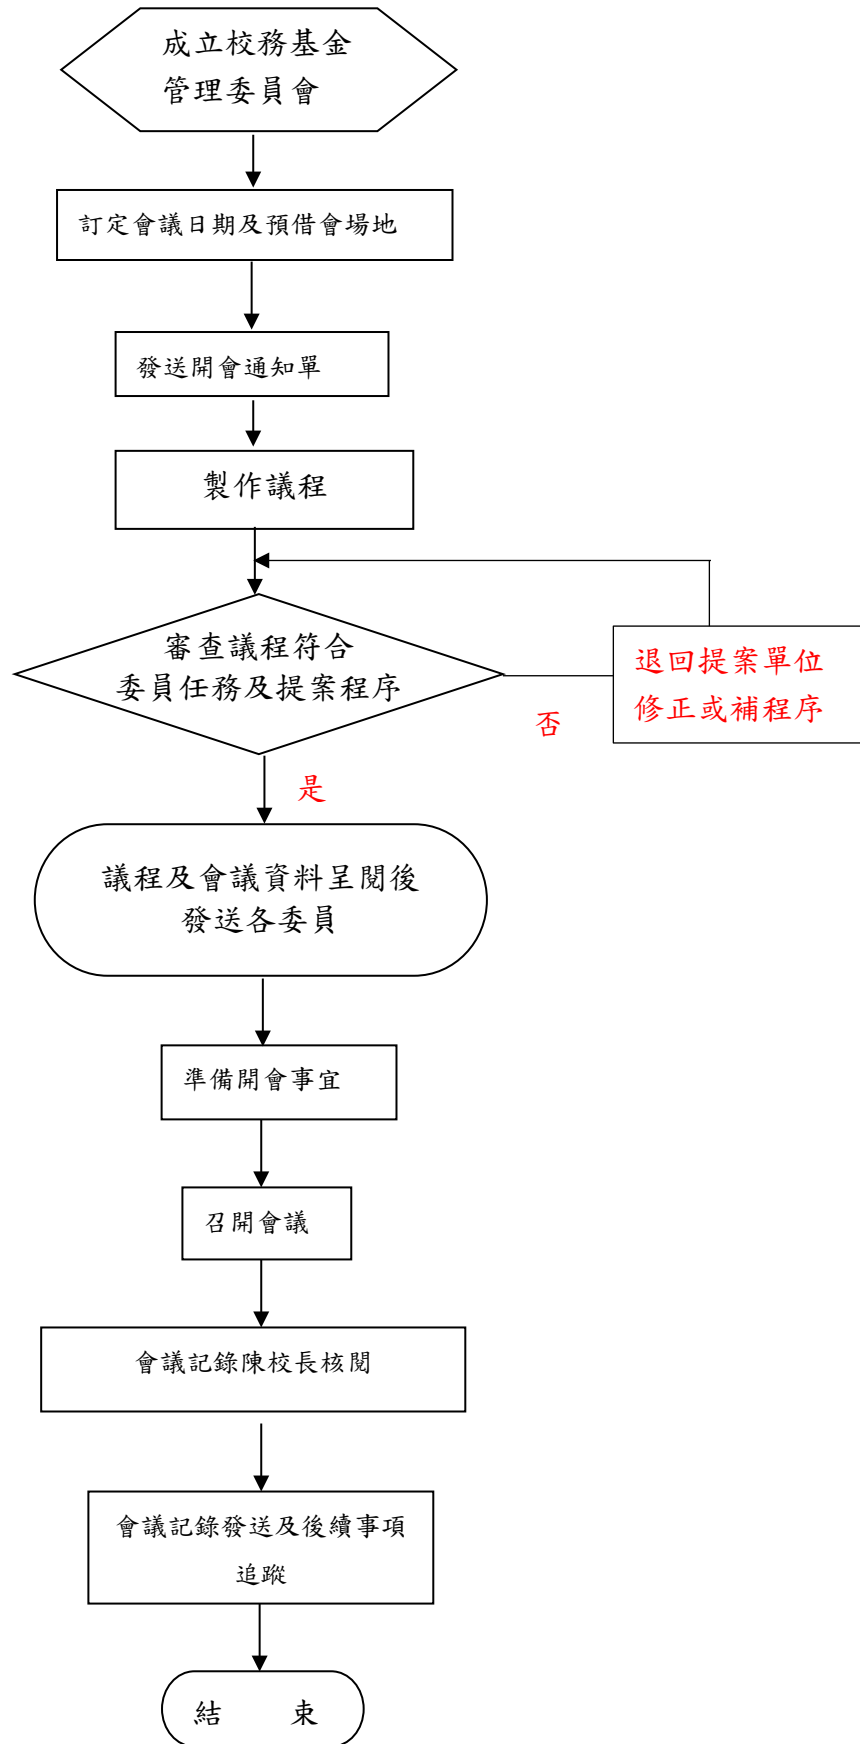 成立校務基金
管理委員會
訂定會議日期及預借會場地
發送開會通知單
製作議程
審查議程符合
委員任務及提案程序
退回提案單位
修正或補程序
否
是
議程及會議資料呈閱後
發送各委員
準備開會事宜
召開會議
會議記錄陳校長核閱
會議記錄發送及後續事項
追蹤
結 束